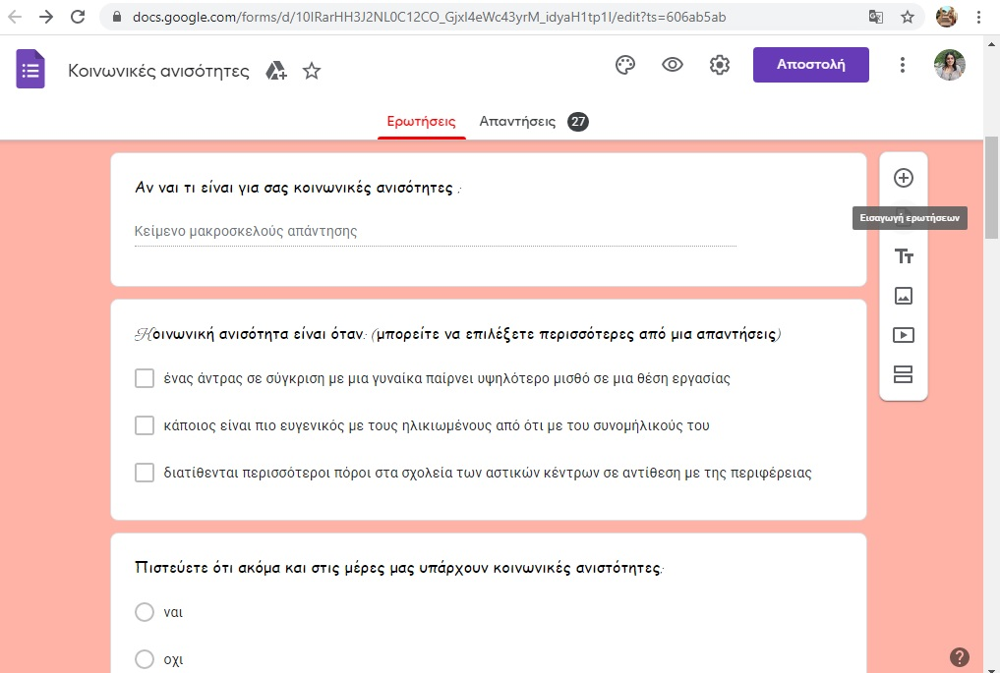 docs.google.com/forms/d/10IRarHH3J2NL0C12CO_Gjxl4eWc43yrM_idyaH1tp1I/edit?ts=606ab5ab
Κοινωνικές ανισότητες
Αποστολή
Ερωτήσεις
Απαντήσεις 27
Αν ναι τι είναι για σας κοινωνικές ανισότητες ;
Εισαγωγή ερωτήσεων
Κείμενο μακροσκελούς απάντησης
Κοινωνική ανισότητα είναι όταν: (μπορείτε να επιλέξετε περισσότερες από μια απαντήσεις)
ένας άντρας σε σύγκριση με μια γυναίκα παίρνει υψηλότερο μισθό σε μια θέση εργασίας
κάποιος είναι πιο ευγενικός με τους ηλικιωμένους από ότι με του συνομήλικούς του
διατίθενται περισσότεροι πόροι στα σχολεία των αστικών κέντρων σε αντίθεση με της περιφέρειας
Πιστεύετε ότι ακόμα και στις μέρες μας υπάρχουν κοινωνικές ανιστότητες;
ναι
οχι